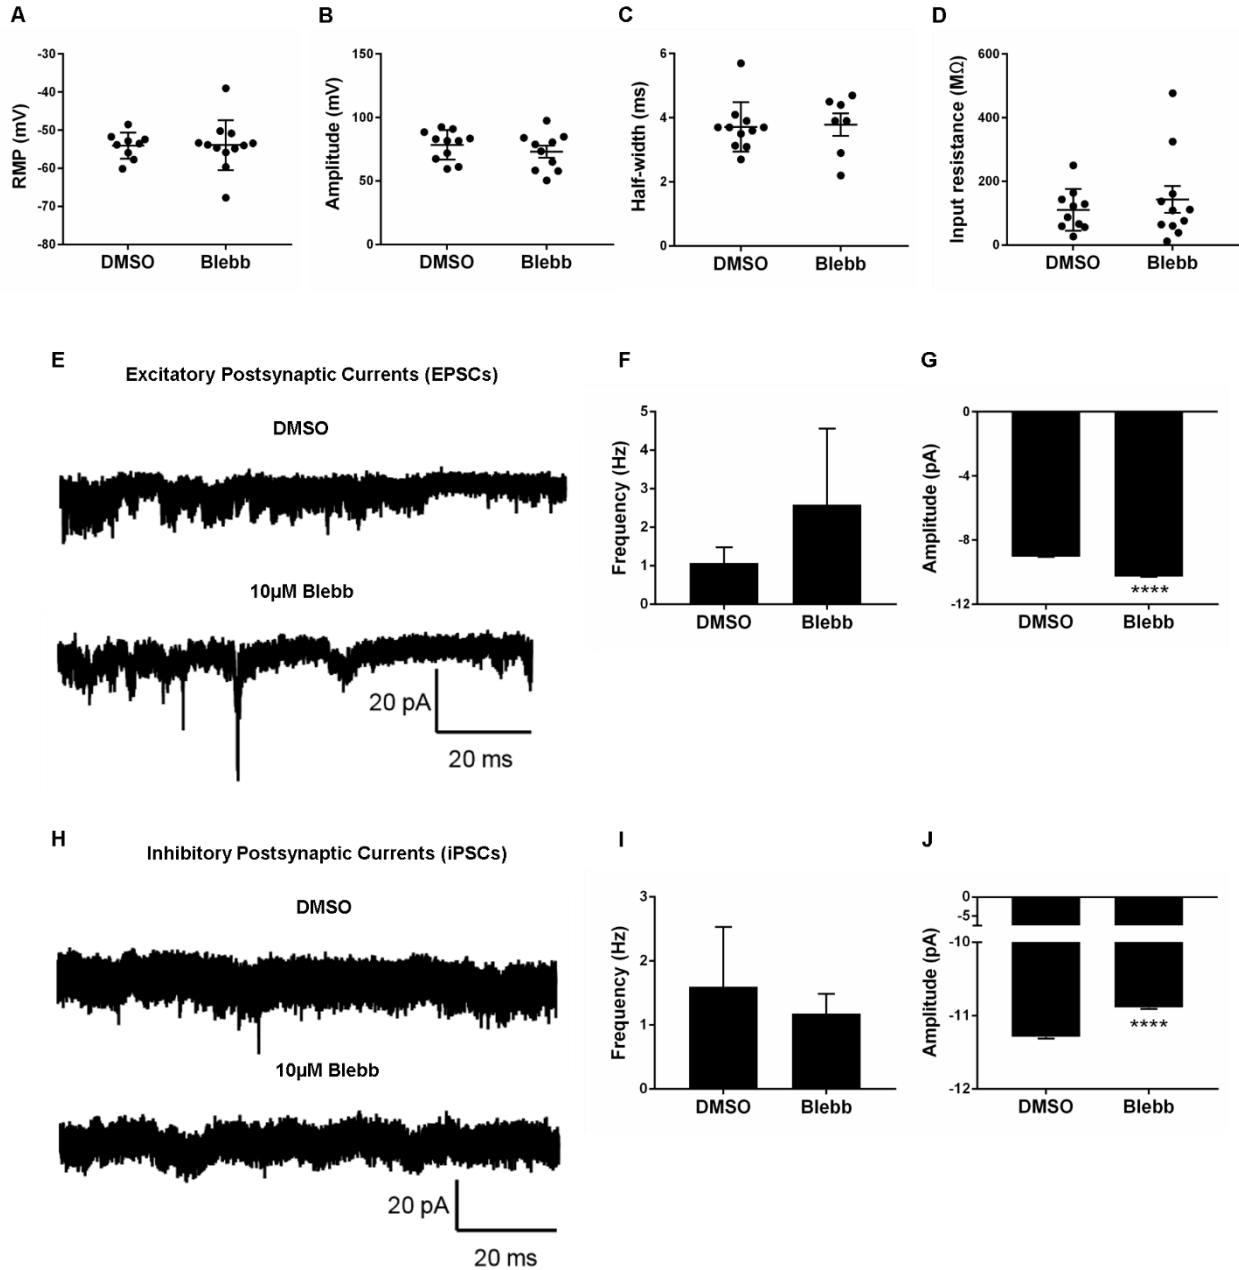 A
B
C
D
-30
-40
-50
-60
-70
-80
RMP (mV)
DMSO
Blebb
150
100
50
0
Amplitude (mV)
DMSO
Blebb
6
4
2
0
Half-width (ms)
DMSO
Blebb
600
400
200
0
Input resistance (MΩ)
DMSO
Blebb
E
Excitatory Postsynaptic Currents (EPSCs)
DMSO
10µM Blebb
20 pA
20 ms
F
5
4
3
2
1
0
Frequency (Hz)
DMSO
Blebb
G
0
-4
-8
-12
Amplitude (pA)
****
DMSO
Blebb
H
Inhibitory Postsynaptic Currents (iPSCs)
DMSO
10µM Blebb
20 pA
20 ms
I
3
2
1
0
Frequency (Hz)
DMSO
Blebb
J
0
-5
-10
-11
-12
Amplitude (pA)
****
DMSO
Blebb